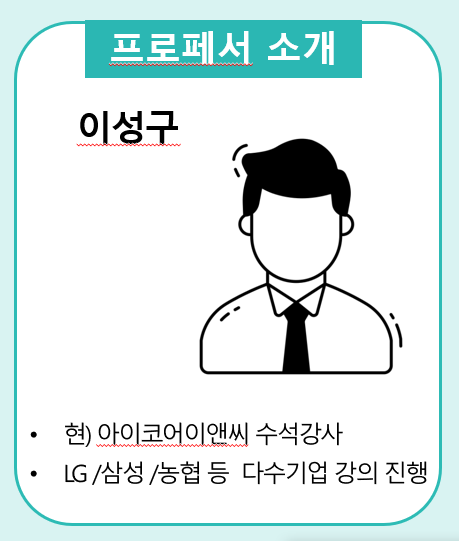 프로페서 소개
이성구
• 현) 아이코어이앤씨 수석강사
• LG /삼성 /농협 등 다수기업 강의 진행